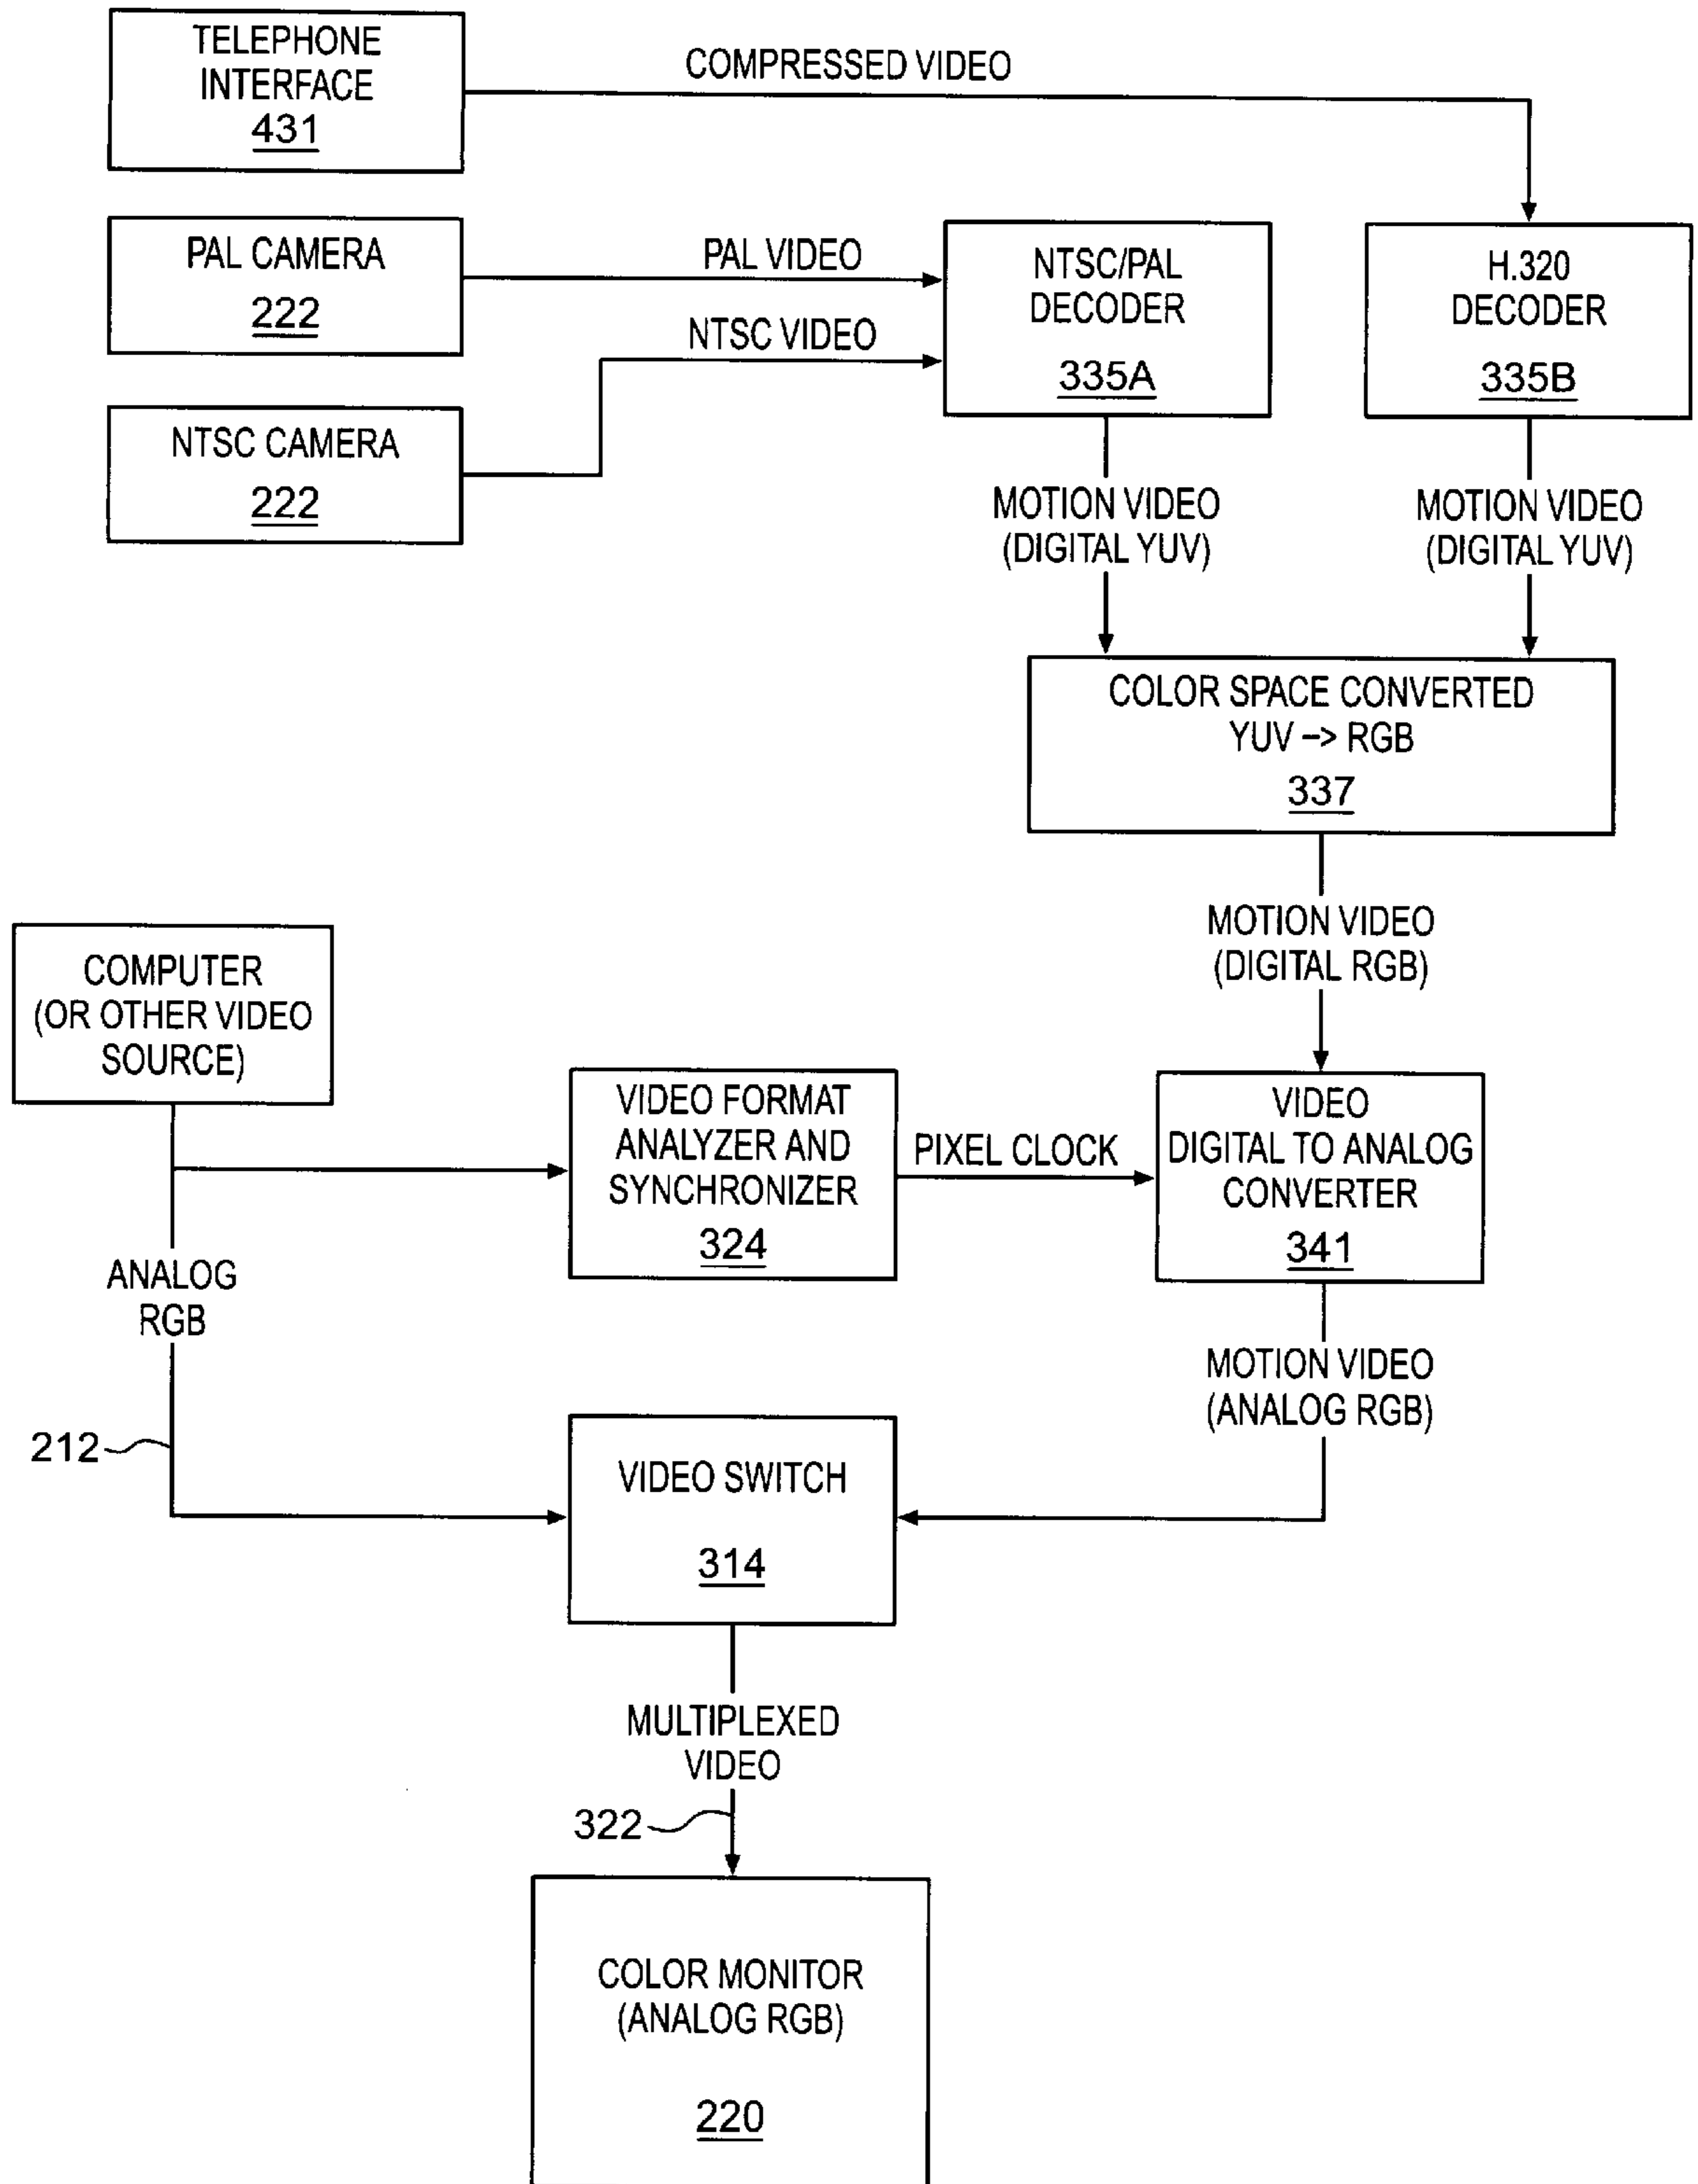 TELEPHONE
INTERFACE
431
COMPRESSED VIDEO
PAL CAMERA
222
PAL VIDEO
NTSC VIDEO
NTSC CAMERA
222
NTSC/PAL
DECODER
335A
H.320
DECODER
335B
MOTION VIDEO
(DIGITAL YUV)
MOTION VIDEO
(DIGITAL YUV)
COLOR SPACE CONVERTED
YUV -> RGB
337
MOTION VIDEO
(DIGITAL RGB)
COMPUTER
(OR OTHER VIDEO
SOURCE)
VIDEO FORMAT
ANALYZER AND
SYNCHRONIZER
324
PIXEL CLOCK
VIDEO
DIGITAL TO ANALOG
CONVERTER
341
ANALOG
RGB
MOTION VIDEO
(ANALOG RGB)
212
VIDEO SWITCH
314
MULTIPLEXED
VIDEO
322
COLOR MONITOR
(ANALOG RGB)
220